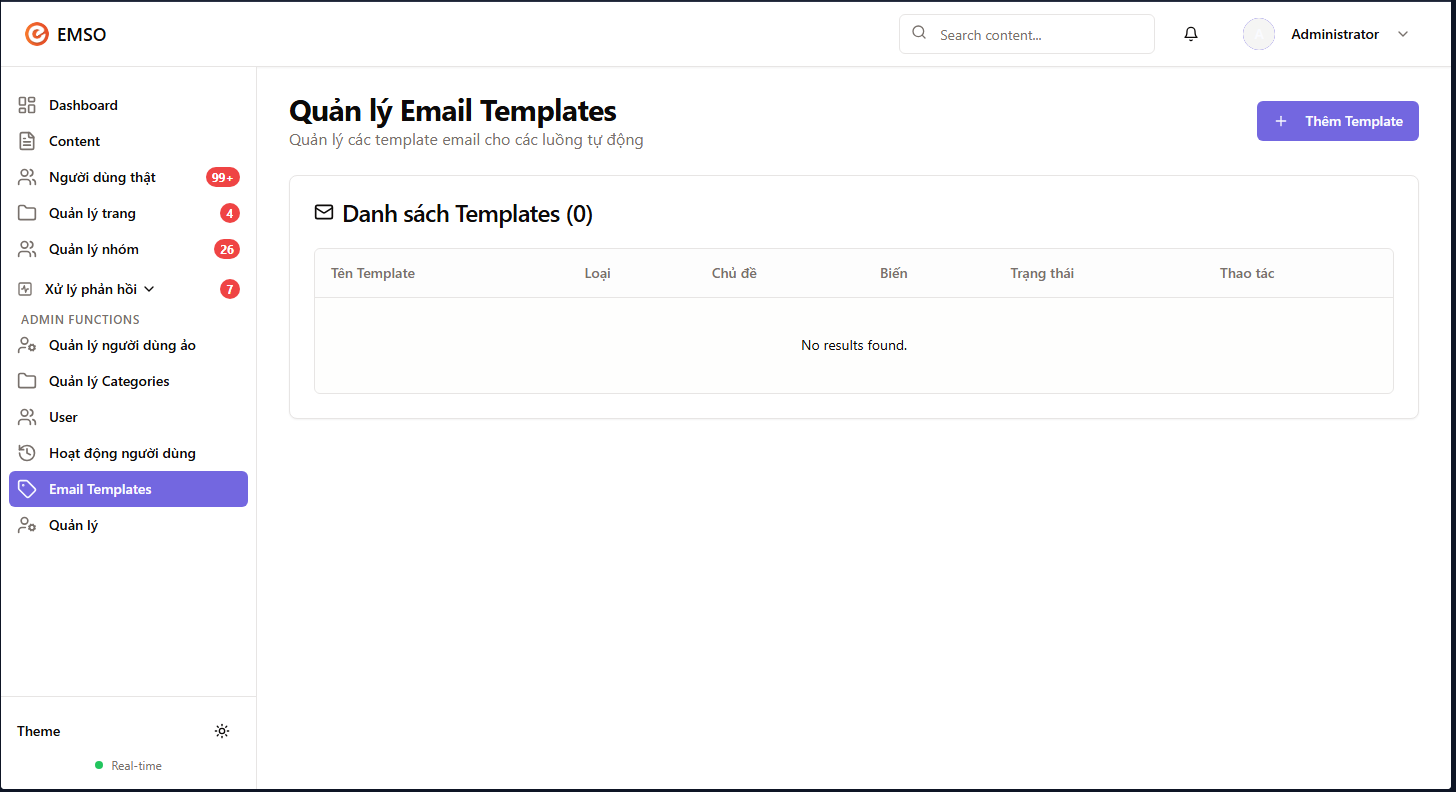 EMSO
Search content...
Administrator
Dashboard
Content
Người dùng thật 99+
Quản lý trang 4
Quản lý nhóm 26
Xử lý phản hồi 7
ADMIN FUNCTIONS
Quản lý người dùng ảo
Quản lý Categories
User
Hoạt động người dùng
Email Templates
Quản lý
Theme
Real-time
Quản lý Email Templates
Quản lý các template email cho các luồng tự động
Thêm Template
Danh sách Templates (0)
Tên Template Loại Chủ đề Biến Trạng thái Thao tác
No results found.